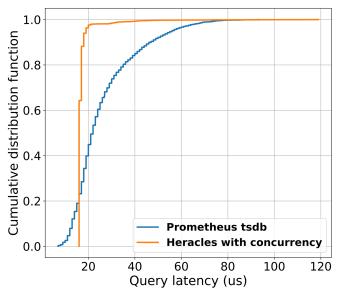 Cumulative distribution function
1.0
0.8
0.6
0.4
0.2
0.0
Prometheus tsdb
Heracles with concurrency
20 40 60 80 100 120
Query latency (us)